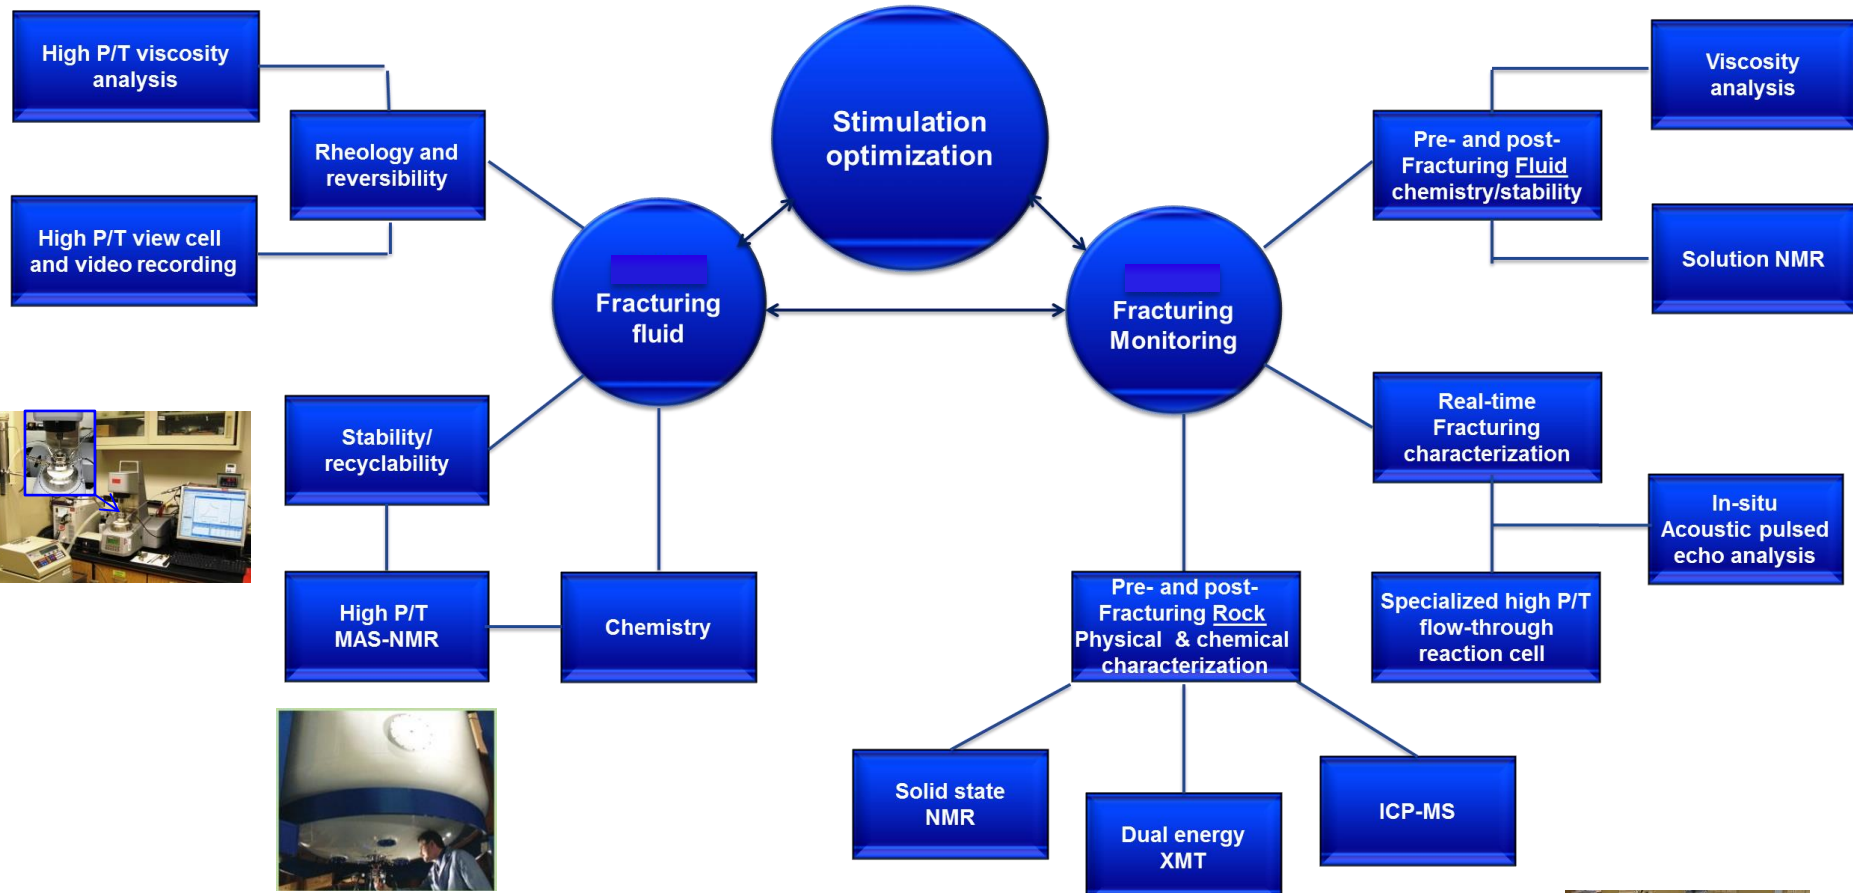 High P/T viscosity
analysis
Rheology and
reversibility
High P/T view cell
and video recording
Stimulation
optimization
Fracturing
fluid
Fracturing
Monitoring
Viscosity
analysis
Pre- and post-
Fracturing Fluid
chemistry/stability
Solution NMR
Stability/
recyclability
High P/T
MAS-NMR
Chemistry
Real-time
Fracturing
characterization
In-situ
Acoustic pulsed
echo analysis
Pre- and post-
Fracturing Rock
Physical & chemical
characterization
Specialized high P/T
flow-through
reaction cell
Solid state
NMR
Dual energy
XMT
ICP-MS